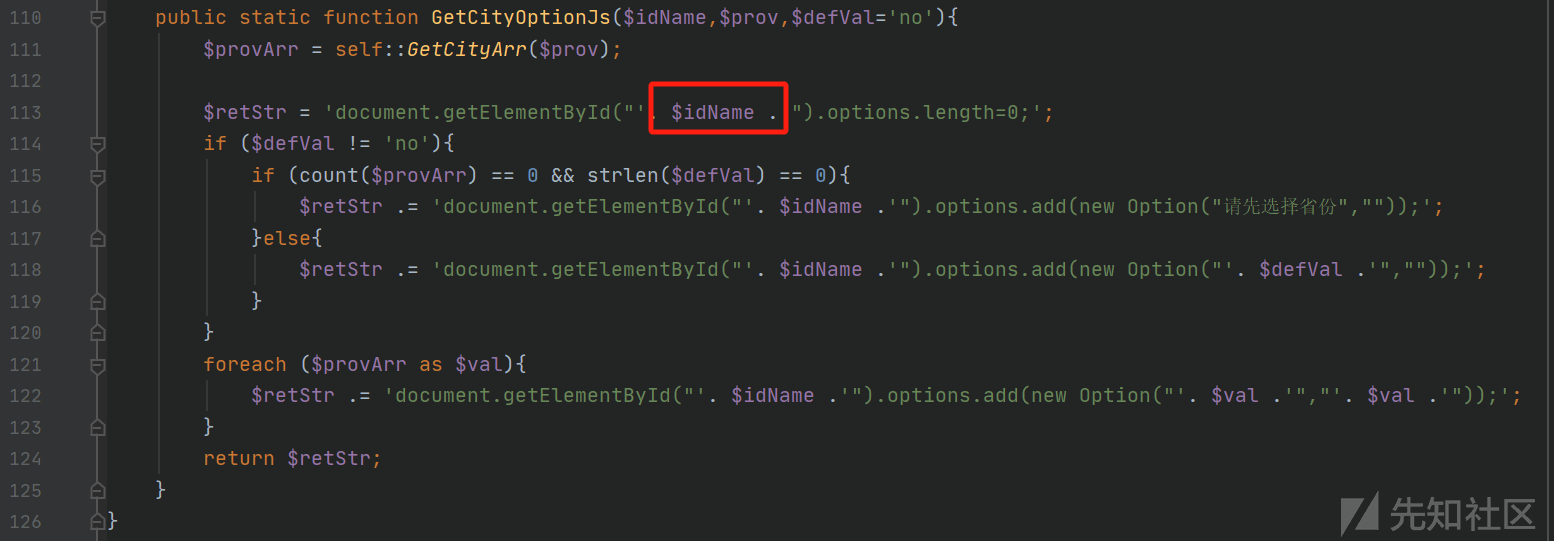 110 public static function GetCityOptionJs($idName,$prov,$defVal='no'){
111 $provArr = self::GetCityArr($prov);
112
113 $retStr = 'document.getElementById("'. $idName .'").options.length=0;';
114 if ($defVal != 'no'){
115 if (count($provArr) == 0 && strlen($defVal) == 0){
116 $retStr .= 'document.getElementById("'. $idName .'").options.add(new Option("请先选择省份",""));';
117 }else{
118 $retStr .= 'document.getElementById("'. $idName .'").options.add(new Option("'. $defVal .'",""));';
119 }
120 }
121 foreach ($provArr as $val){
122 $retStr .= 'document.getElementById("'. $idName .'").options.add(new Option("'. $val .'","'. $val .'"));';
123 }
124 return $retStr;
125 }
126 }
先知社区